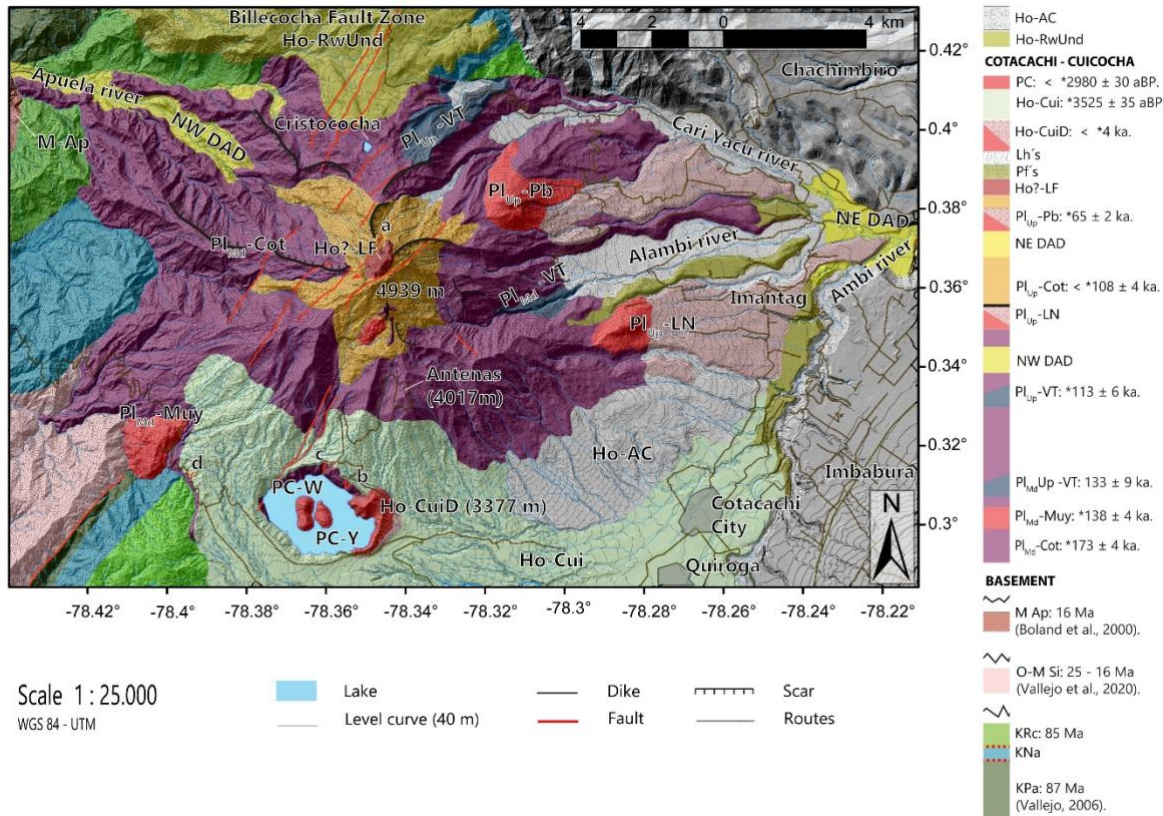 Billecocha Fault Zone
Ho-RwUnd
4 2 0 4 km
Apuela river
NW DAD
M-Ap
Cristococha
Pl_Up-VT
Chachimbiro
Cari Yacu river
Pl_Up-Pb
NE DAD
a
Pl_Md-Cot
Ho?-LF
Alambi river
Ambi river
4939 m
Pl_Md-VT
Imantag
Pl_Up-LN
Antenas
(4017m)
Pl_Md-Muy
Ho-AC
Imbabura
d
c
b
PC-W
Ho-CuiD (3377 m)
Cotacachi
City
PC-Y
Ho-Cui
Quiroga
N
0.42°
0.4°
0.38°
0.36°
0.34°
0.32°
0.3°
-78.42° -78.4° -78.38° -78.36° -78.34° -78.32° -78.3° -78.28° -78.26° -78.24° -78.22°
Ho-AC
Ho-RwUnd
COTACACHI - CUICOCHA
PC: < *2980 ± 30 aBP.
Ho-Cui: *3525 ± 35 aBP
Ho-CuiD: < *4 ka.
Lh´s
Pf´s
Ho?-LF
Pl_Up-Pb: *65 ± 2 ka.
NE DAD
Pl_Up-Cot: < *108 ± 4 ka.
Pl_Up-LN
NW DAD
Pl_Up-VT: *113 ± 6 ka.
Pl_MdUp -VT: 133 ± 9 ka.
Pl_Md-Muy: *138 ± 4 ka.
Pl_Md-Cot: *173 ± 4 ka.
BASEMENT
M Ap: 16 Ma
(Boland et al., 2000).
O-M Si: 25 - 16 Ma
(Vallejo et al., 2020).
KRc: 85 Ma
KNa
KPa: 87 Ma
(Vallejo, 2006).
Scale 1 : 25.000
WGS 84 - UTM
Lake
Level curve (40 m)
Dike
Fault
Scar
Routes